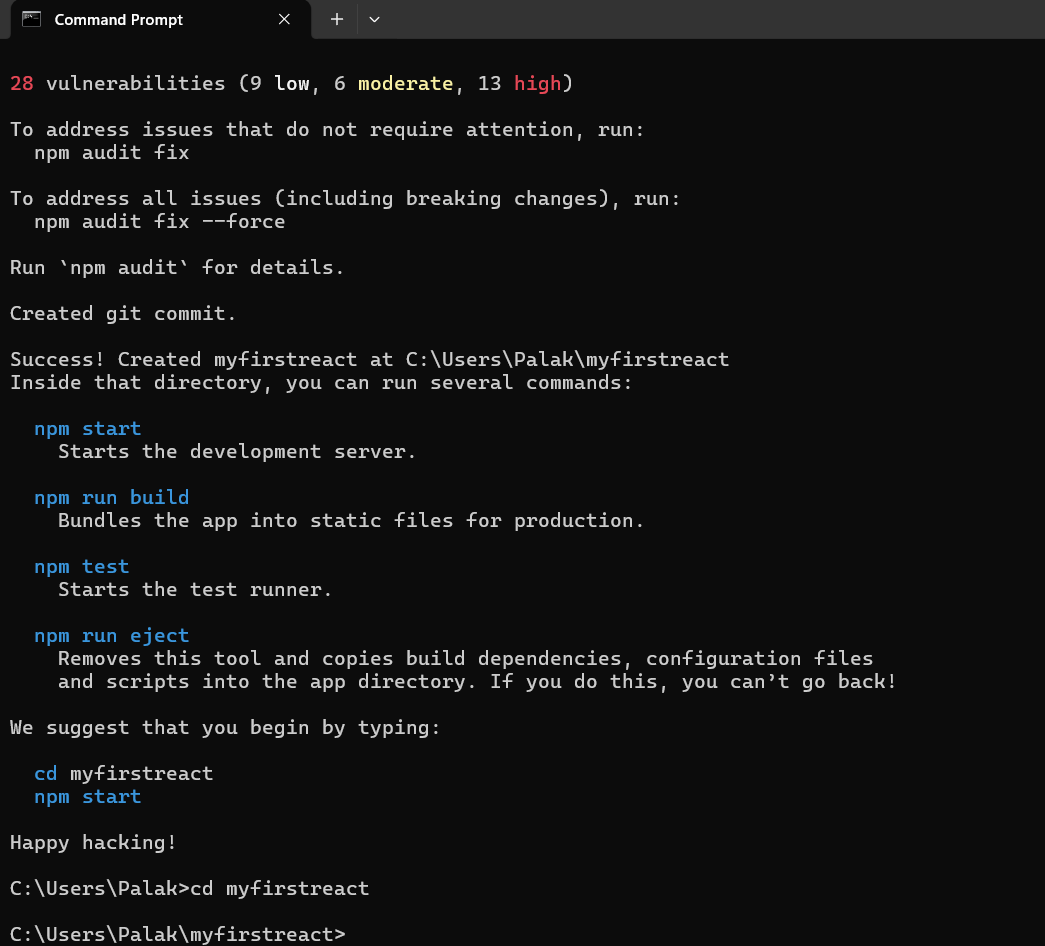 Command Prompt
28 vulnerabilities (9 low, 6 moderate, 13 high)
To address issues that do not require attention, run:
npm audit fix
To address all issues (including breaking changes), run:
npm audit fix --force
Run `npm audit` for details.
Created git commit.
Success! Created myfirstreact at C:\Users\Palak\myfirstreact
Inside that directory, you can run several commands:
npm start
Starts the development server.
npm run build
Bundles the app into static files for production.
npm test
Starts the test runner.
npm run eject
Removes this tool and copies build dependencies, configuration files
and scripts into the app directory. If you do this, you can’t go back!
We suggest that you begin by typing:
cd myfirstreact
npm start
Happy hacking!
C:\Users\Palak>cd myfirstreact
C:\Users\Palak\myfirstreact>